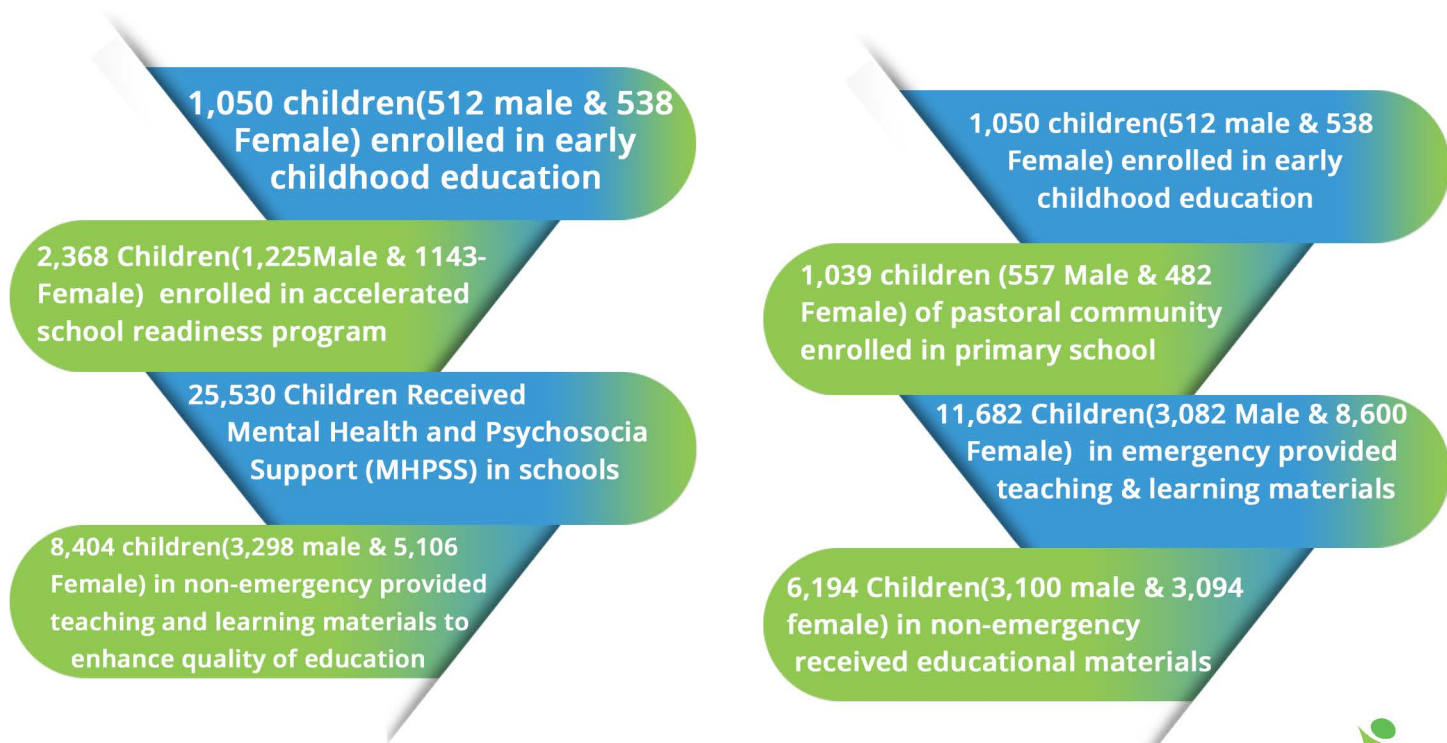 1,050 children(512 male & 538
Female) enrolled in early
childhood education
2,368 Children(1,225Male & 1143-
Female) enrolled in accelerated
school readiness program
25,530 Children Received
Mental Health and Psychosocia
Support (MHPSS) in schools
8,404 children(3,298 male & 5,106
Female) in non-emergency provided
teaching and learning materials to
enhance quality of education
1,050 children(512 male & 538
Female) enrolled in early
childhood education
1,039 children (557 Male & 482
Female) of pastoral community
enrolled in primary school
11,682 Children(3,082 Male & 8,600
Female) in emergency provided
teaching & learning materials
6,194 Children(3,100 male & 3,094
female) in non-emergency
received educational materials